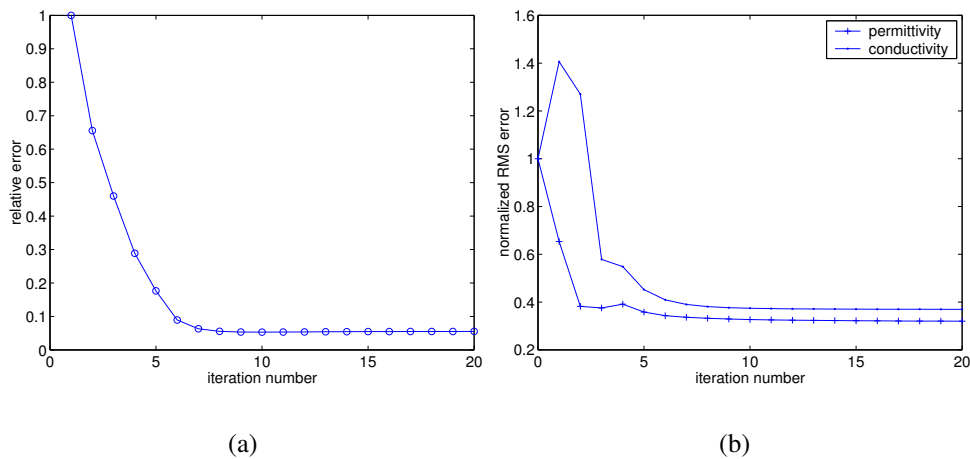 1
0.9
0.8
0.7
0.6
0.5
0.4
0.3
0.2
0.1
0
relative error
0 5 10 15 20
iteration number
(a)
1.6
1.4
1.2
1
0.8
0.6
0.4
0.2
normalized RMS error
permittivity
conductivity
0 5 10 15 20
iteration number
(b)